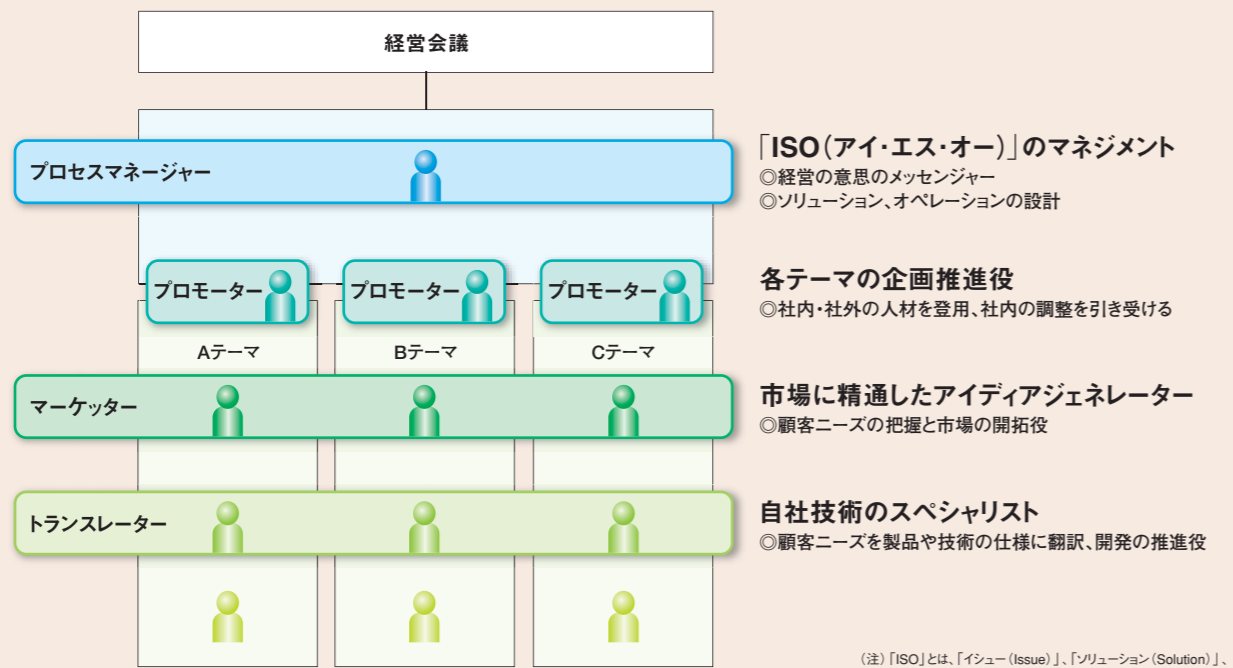 経営会議
プロセスマネージャー
「ISO(アイ・エス・オー)」のマネジメント
◎経営の意思のメッセンジャー
◎ソリューション、オペレーションの設計
プロモーター
プロモーター
プロモーター
各テーマの企画推進役
◎社内・社外の人材を登用、社内の調整を引き受ける
Aテーマ
Bテーマ
Cテーマ
マーケッター
市場に精通したアイディアジェネレーター
◎顧客ニーズの把握と市場の開拓役
トランスレーター
自社技術のスペシャリスト
◎顧客ニーズを製品や技術の仕様に翻訳、開発の推進役
(注)「ISO」とは、「イシュー(Issue)」、「ソリューション(Solution)」、